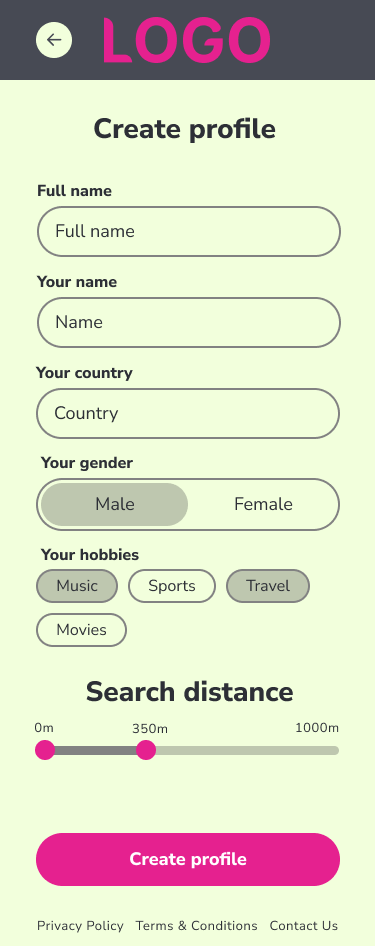 LOGO
Create profile
Full name
Full name
Your name
Name
Your country
Country
Your gender
Male Female
Your hobbies
Music Sports Travel
Movies
Search distance
0m 350m 1000m
Create profile
Privacy Policy Terms & Conditions Contact Us